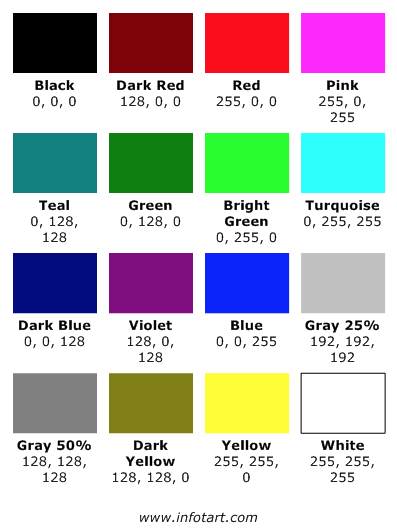 Black
0, 0, 0
Dark Red
128, 0, 0
Red
255, 0, 0
Pink
255, 0,
255
Teal
0, 128,
128
Green
0, 128, 0
Bright
Green
0, 255, 0
Turquoise
0, 255, 255
Dark Blue
0, 0, 128
Violet
128, 0,
128
Blue
0, 0, 255
Gray 25%
192, 192,
192
Gray 50%
128, 128,
128
Dark
Yellow
128, 128, 0
Yellow
255, 255,
0
White
255, 255,
255
www.infotart.com